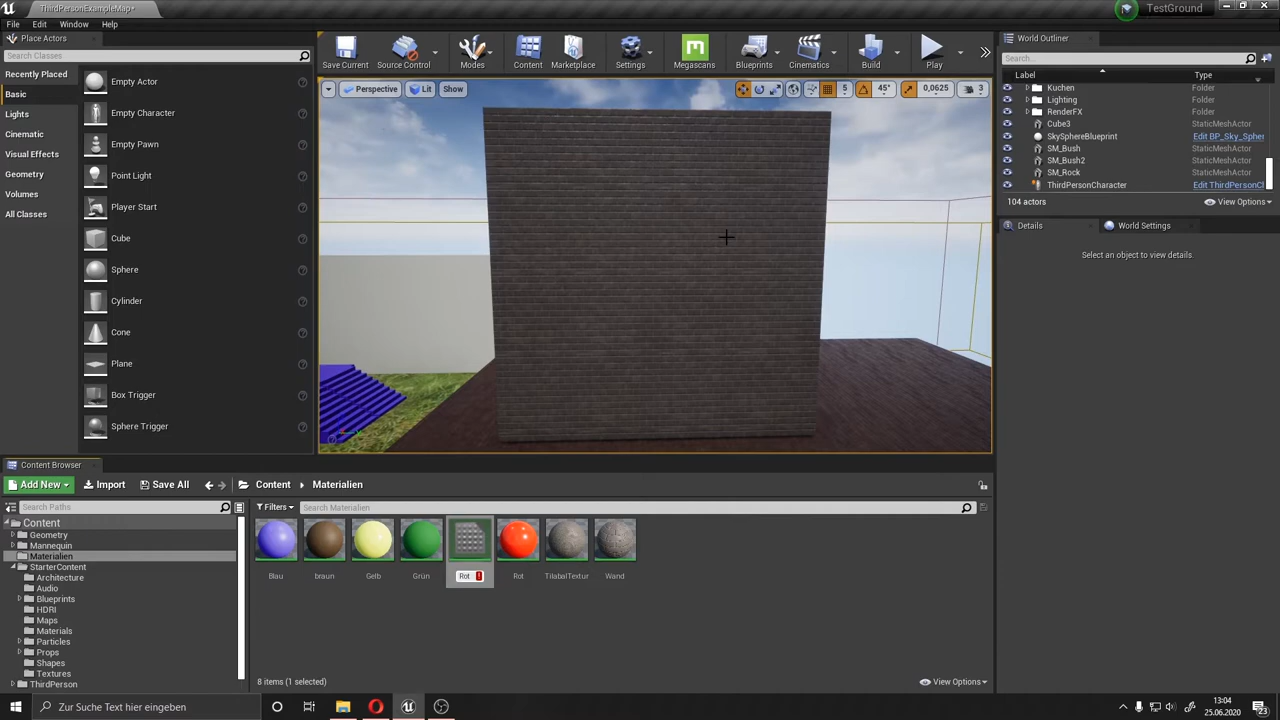 ThirdPersonExampleMap*
TestGround
File Edit Window Help
Place Actors
Search Classes
Recently Placed
Basic
Lights
Cinematic
Visual Effects
Geometry
Volumes
All Classes
Empty Actor
Empty Character
Empty Pawn
Point Light
Player Start
Cube
Sphere
Cylinder
Cone
Plane
Box Trigger
Sphere Trigger
Save Current
Source Control
Modes
Content
Marketplace
Settings
Megascans
Blueprints
Cinematics
Build
Play
Perspective
Lit
Show
5
45°
0,0625
3
World Outliner
Search...
Label Type
Kuchen Folder
Lighting Folder
RenderFX Folder
Cube3 StaticMeshActor
SkySphereBlueprint Edit BP_Sky_Spher
SM_Bush StaticMeshActor
SM_Bush2 StaticMeshActor
SM_Rock StaticMeshActor
ThirdPersonCharacter Edit ThirdPersonCl
104 actors View Options
Details World Settings
Select an object to view details.
Content Browser
Add New Import Save All Content Materialien
Search Paths
Filters Search Materialien
Content
Geometry
Mannequin
Materialien
StarterContent
Architecture
Audio
Blueprints
HDRI
Maps
Materials
Particles
Props
Shapes
Textures
ThirdPerson
Blau
braun
Gelb
Grün
Rot
Rot
TilabalTextur
Wand
8 items (1 selected) View Options
Zur Suche Text hier eingeben
13:04
25.06.2020
23